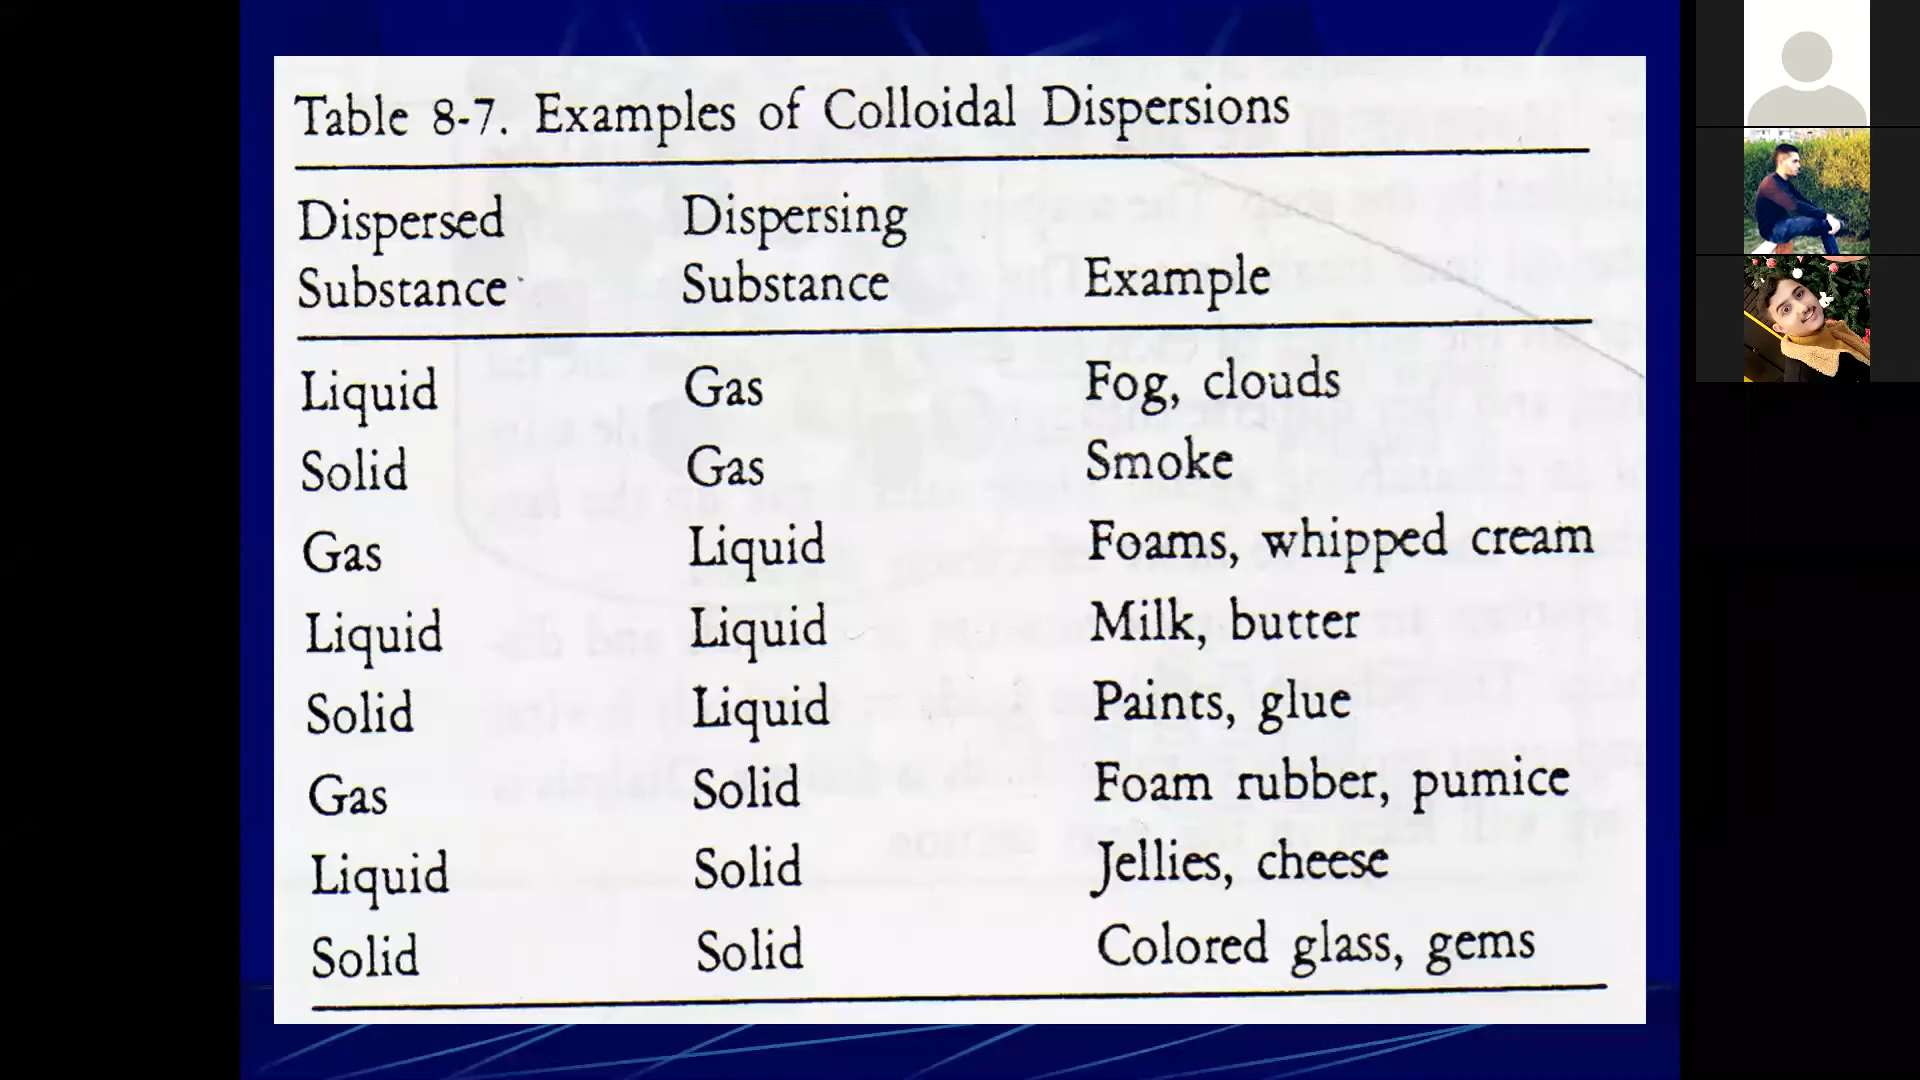 Table 8-7. Examples of Colloidal Dispersions
Dispersed Dispersing
Substance Substance Example
Liquid Gas Fog, clouds
Solid Gas Smoke
Gas Liquid Foams, whipped cream
Liquid Liquid Milk, butter
Solid Liquid Paints, glue
Gas Solid Foam rubber, pumice
Liquid Solid Jellies, cheese
Solid Solid Colored glass, gems